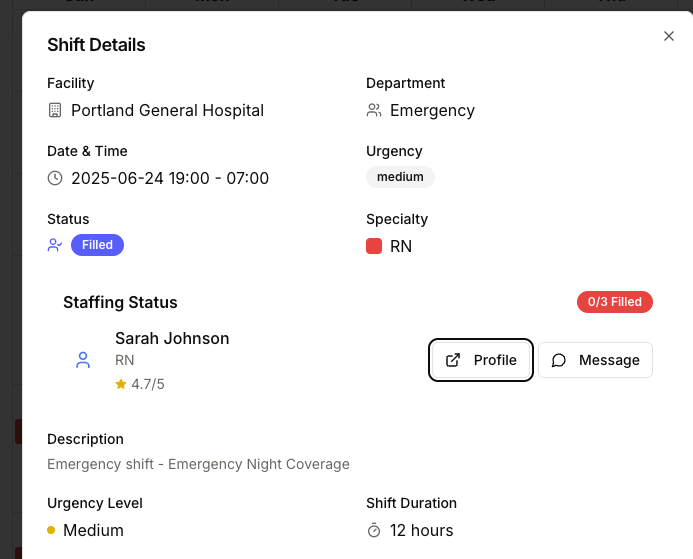 Shift Details
Facility
Portland General Hospital
Department
Emergency
Date & Time
2025-06-24 19:00 - 07:00
Urgency
medium
Status
Filled
Specialty
RN
Staffing Status
0/3 Filled
Sarah Johnson
RN
4.7/5
Profile
Message
Description
Emergency shift - Emergency Night Coverage
Urgency Level
Medium
Shift Duration
12 hours